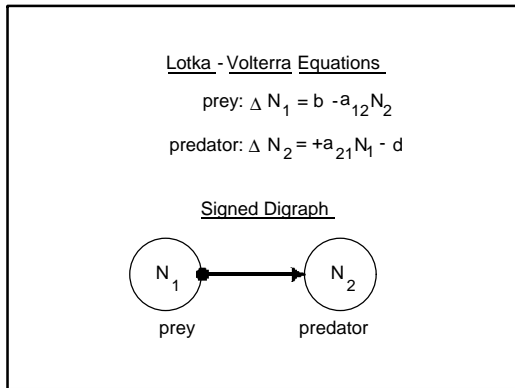 Lotka - Volterra Equations
prey: Δ N₁ = b - a₁₂N₂
predator: Δ N₂ = +a₂₁N₁ - d
Signed Digraph
N₁ N₂
prey predator